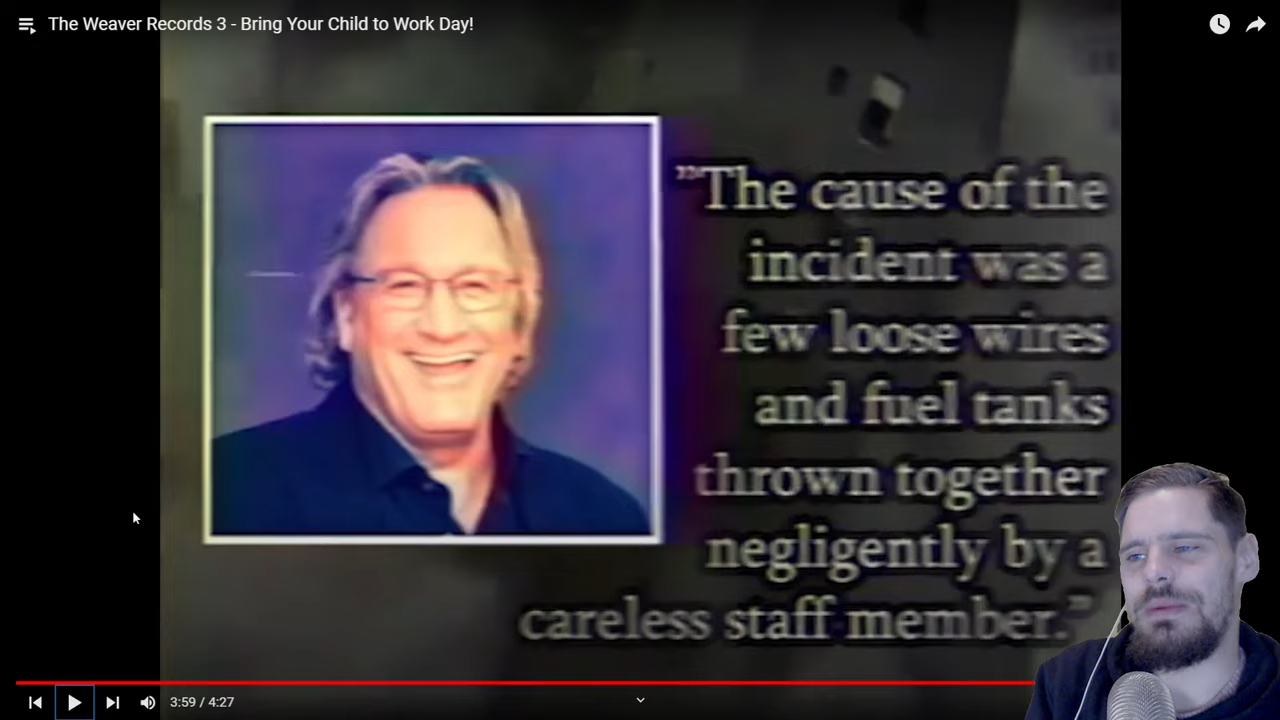 The Weaver Records 3 - Bring Your Child to Work Day!
”The cause of the
incident was a
few loose wires
and fuel tanks
thrown together
negligently by a
careless staff member.”
3:59 / 4:27